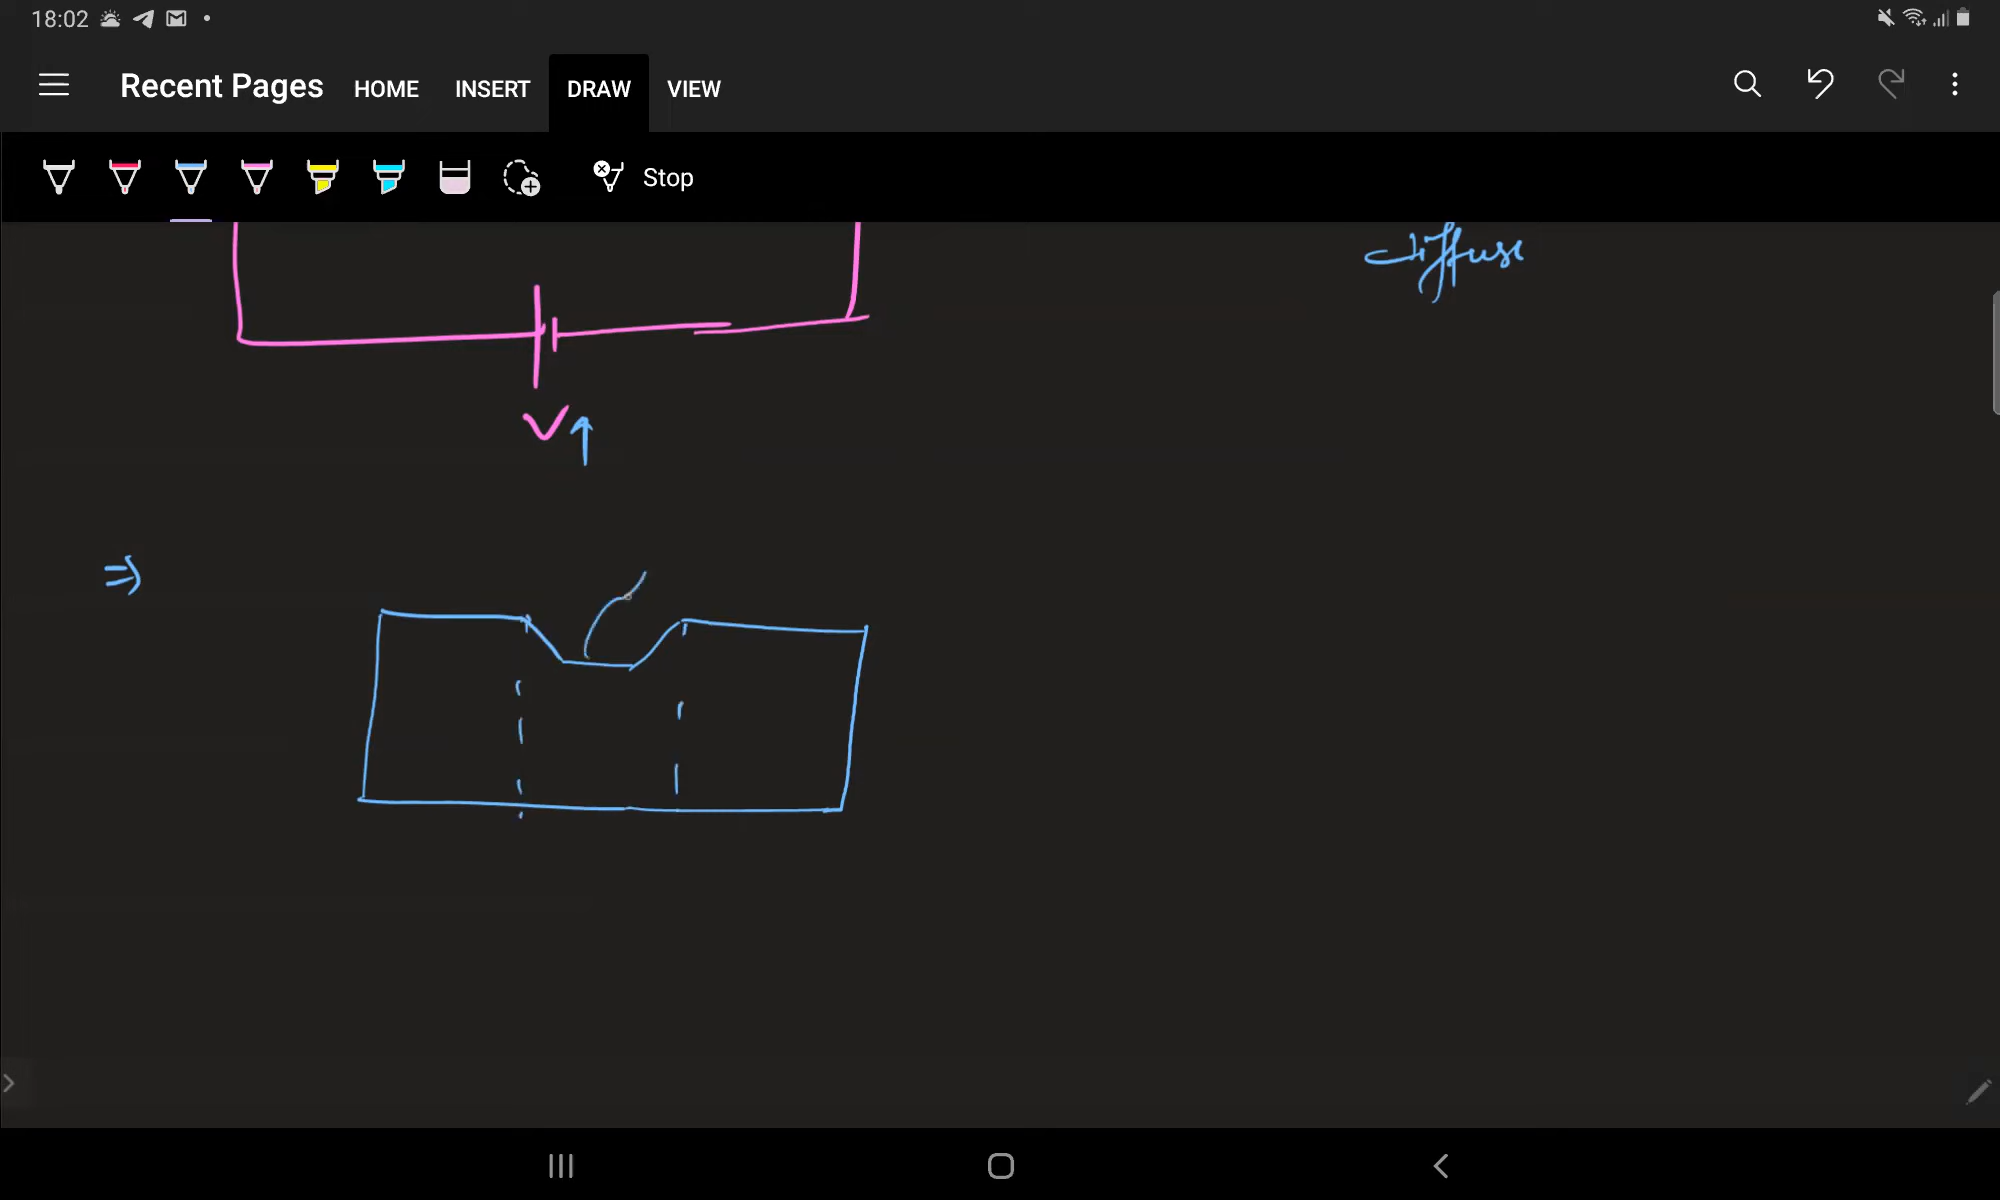 18:02
Recent Pages HOME INSERT DRAW VIEW
Stop
diffuse
V↑
⇒